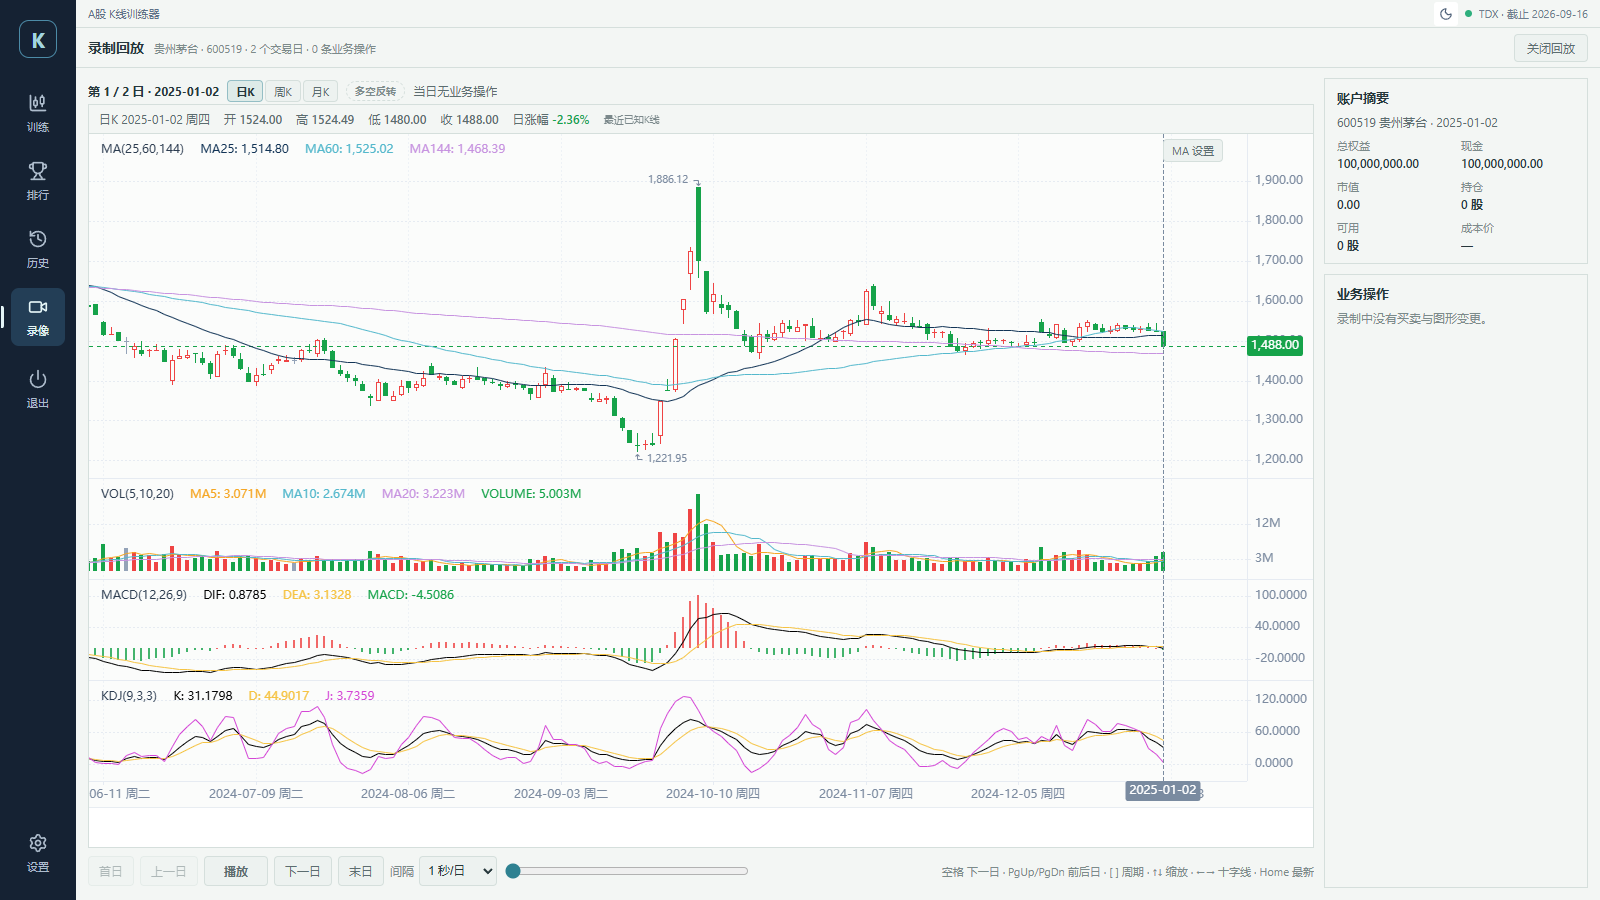 K
训练
排行
历史
录像
退出
设置
A股 K线训练器
TDX · 截止 2026-09-16
录制回放 贵州茅台 · 600519 · 2 个交易日 · 0 条业务操作
关闭回放
第 1 / 2 日 · 2025-01-02 日K 周K 月K 多空反转 当日无业务操作
日K 2025-01-02 周四 开 1524.00 高 1524.49 低 1480.00 收 1488.00 日涨幅 -2.36% 最近已知K线
MA(25,60,144) MA25: 1,514.80 MA60: 1,525.02 MA144: 1,468.39
MA 设置
1,886.12
1,221.95
1,900.00
1,800.00
1,700.00
1,600.00
1,488.00
1,400.00
1,300.00
1,200.00
VOL(5,10,20) MA5: 3.071M MA10: 2.674M MA20: 3.223M VOLUME: 5.003M
12M
3M
MACD(12,26,9) DIF: 0.8785 DEA: 3.1328 MACD: -4.5086
100.0000
40.0000
-20.0000
KDJ(9,3,3) K: 31.1798 D: 44.9017 J: 3.7359
120.0000
60.0000
0.0000
06-11 周二 2024-07-09 周二 2024-08-06 周二 2024-09-03 周二 2024-10-10 周四 2024-11-07 周四 2024-12-05 周四 2025-01-02
首日 上一日 播放 下一日 末日 间隔 1 秒/日
空格 下一日 · PgUp/PgDn 前后日 · [ ] 周期 · ↑↓ 缩放 · ←→ 十字线 · Home 最新
账户摘要
600519 贵州茅台 · 2025-01-02
总权益 现金
100,000,000.00 100,000,000.00
市值 持仓
0.00 0 股
可用 成本价
0 股 —
业务操作
录制中没有买卖与图形变更。